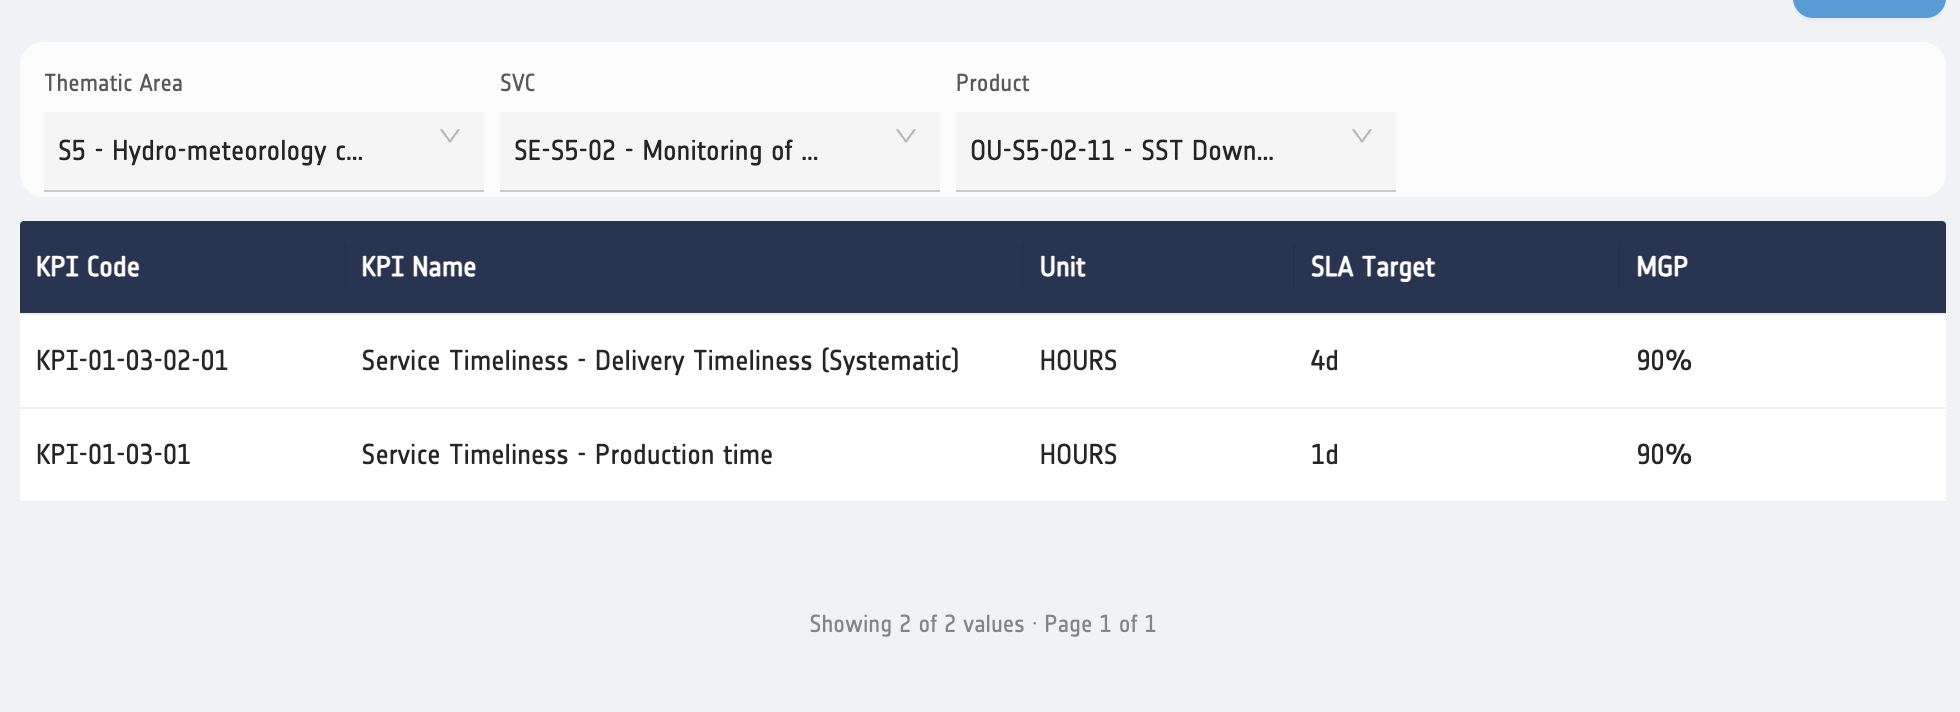 Thematic Area SVC Product
S5 - Hydro-meteorology c... SE-S5-02 - Monitoring of ... OU-S5-02-11 - SST Down...
KPI Code KPI Name Unit SLA Target MGP
KPI-01-03-02-01 Service Timeliness - Delivery Timeliness (Systematic) HOURS 4d 90%
KPI-01-03-01 Service Timeliness - Production time HOURS 1d 90%
Showing 2 of 2 values · Page 1 of 1